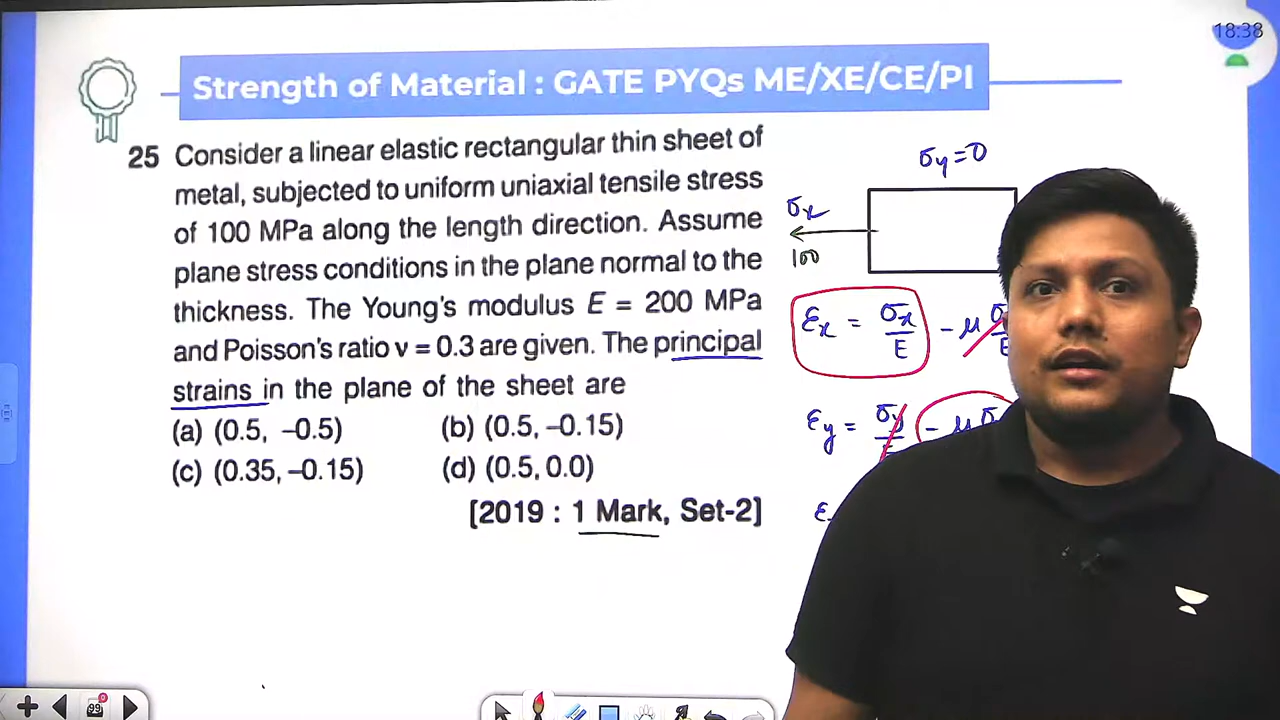 18:38
Strength of Material : GATE PYQs ME/XE/CE/PI
25 Consider a linear elastic rectangular thin sheet of
metal, subjected to uniform uniaxial tensile stress
of 100 MPa along the length direction. Assume
plane stress conditions in the plane normal to the
thickness. The Young's modulus E = 200 MPa
and Poisson's ratio ν = 0.3 are given. The principal
strains in the plane of the sheet are
(a) (0.5, –0.5) (b) (0.5, –0.15)
(c) (0.35, –0.15) (d) (0.5, 0.0)
[2019 : 1 Mark, Set-2]
σy = 0
σx
100
εx = σx/E - μ σ
εy = σy - μ σ
ε
99